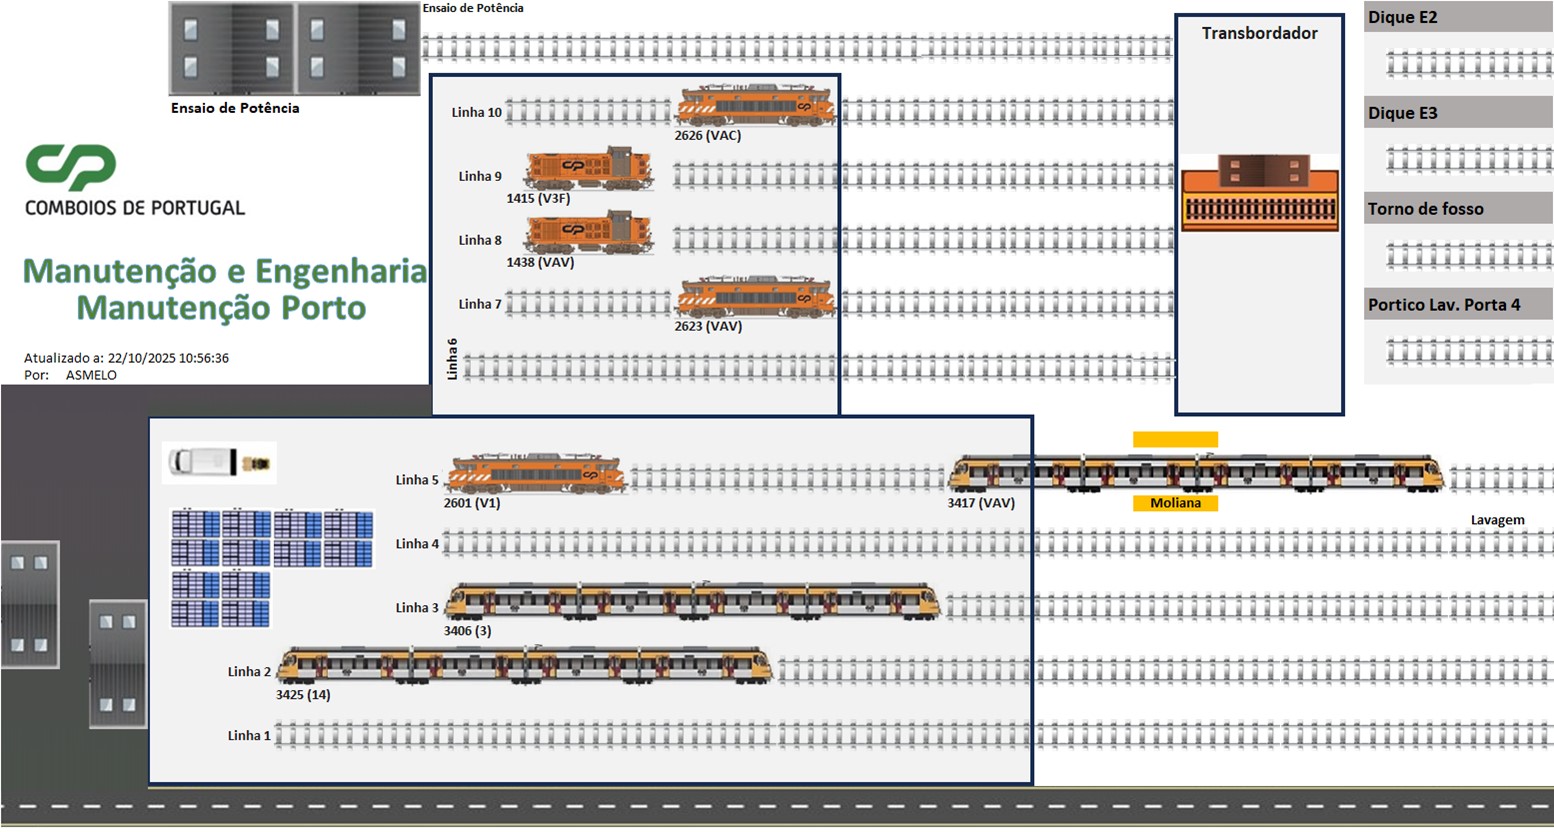 Ensaio de Potência
Ensaio de Potência
Transbordador
Dique E2
Dique E3
Torno de fosso
Portico Lav. Porta 4
CP
COMBOIOS DE PORTUGAL
Manutenção e Engenharia
Manutenção Porto
Atualizado a: 22/10/2025 10:56:36
Por: ASMELO
Linha 10
2626 (VAC)
Linha 9
1415 (V3F)
Linha 8
1438 (VAV)
Linha 7
2623 (VAV)
Linha 6
Linha 5
2601 (V1)
3417 (VAV)
Moliana
Lavagem
Linha 4
Linha 3
3406 (3)
Linha 2
3425 (14)
Linha 1